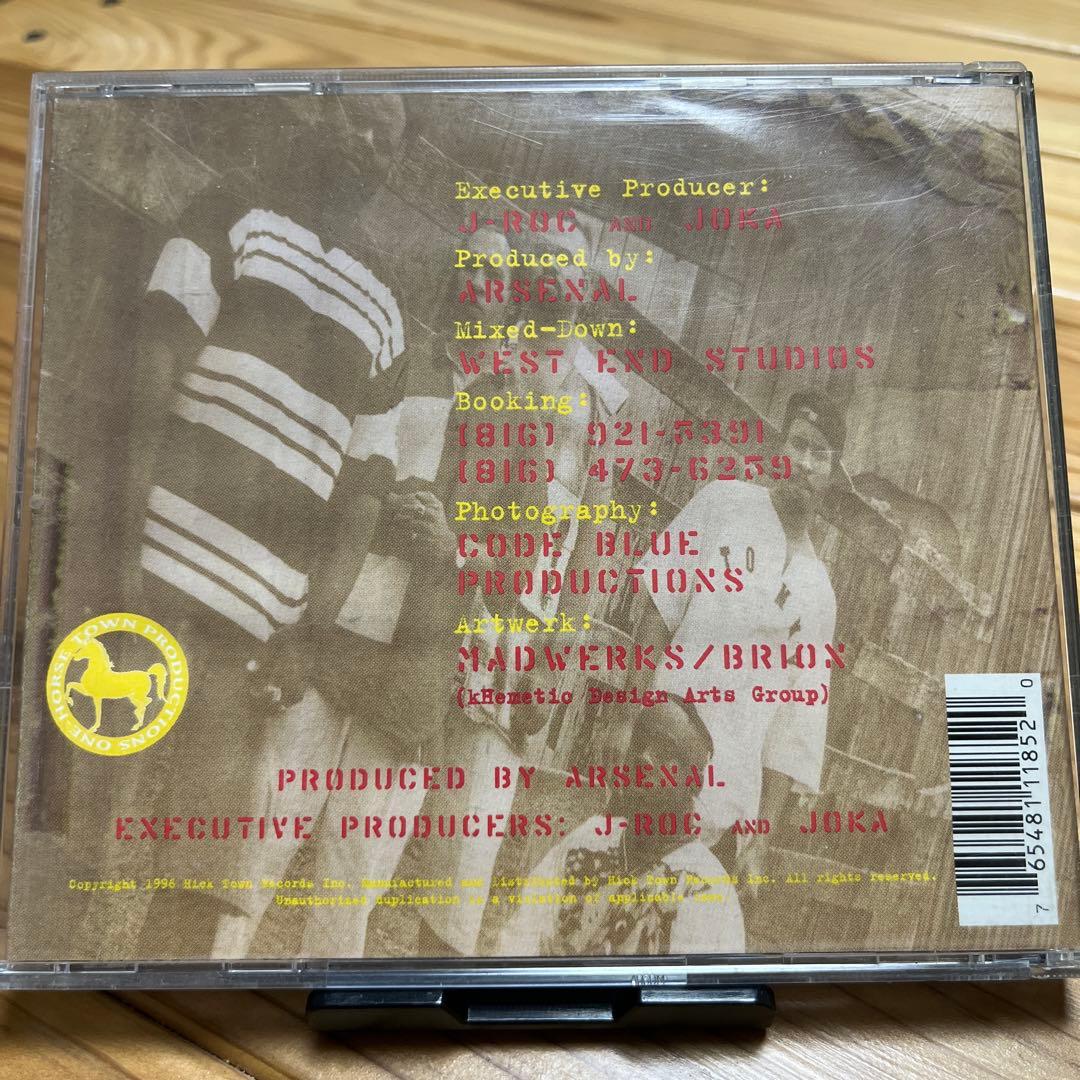 Executive Producer:
J-ROC AND JOKA
Produced by:
ARSENAL
Mixed-Down:
WEST END STUDIOS
Booking:
(816) 921-5391
(816) 473-6259
Photography:
CODE BLUE
PRODUCTIONS
Artwerk:
MADWERKS/BRION
(kHemetic Design Arts Group)
TO
ONE HORSE TOWN PRODUCTIONS
PRODUCED BY ARSENAL
EXECUTIVE PRODUCERS: J-ROC AND JOKA
Copyright 1996 Hick Town Records Inc. Manufactured and Distributed by Hick Town Records Inc. All rights reserved.
Unauthorized duplication is a violation of applicable laws
7 65481 11852 0